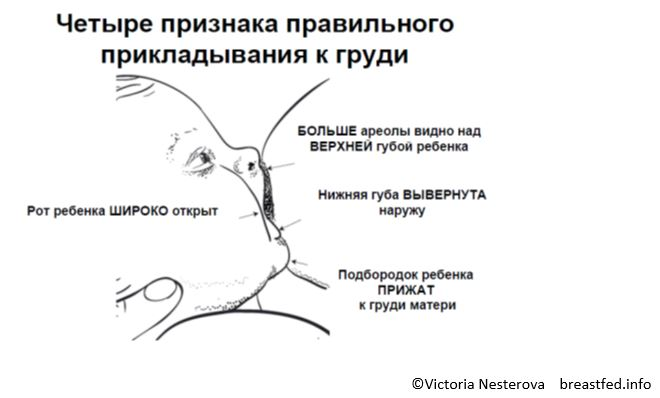 Четыре признака правильного
прикладывания к груди
БОЛЬШЕ ареолы видно над
ВЕРХНЕЙ губой ребенка
Нижняя губа ВЫВЕРНУТА
наружу
Рот ребенка ШИРОКО открыт
Подбородок ребенка
ПРИЖАТ
к груди матери
©Victoria Nesterova breastfed.info